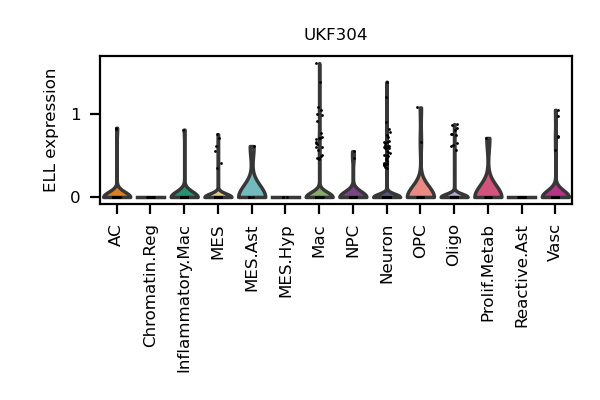 UKF304
ELL expression
1
0
AC
Chromatin.Reg
Inflammatory.Mac
MES
MES.Ast
MES.Hyp
Mac
NPC
Neuron
OPC
Oligo
Prolif.Metab
Reactive.Ast
Vasc